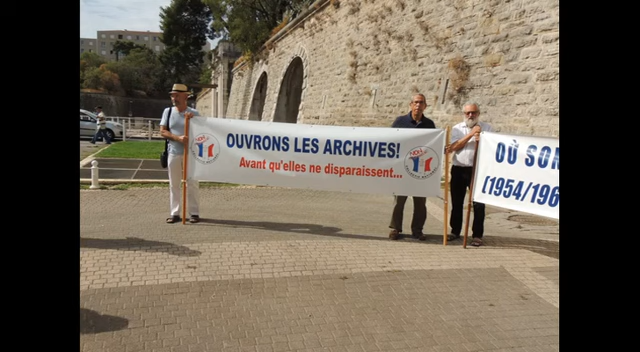 OUVRONS LES ARCHIVES!
Avant qu'elles ne disparaissent...
OÙ SON
(1954/196